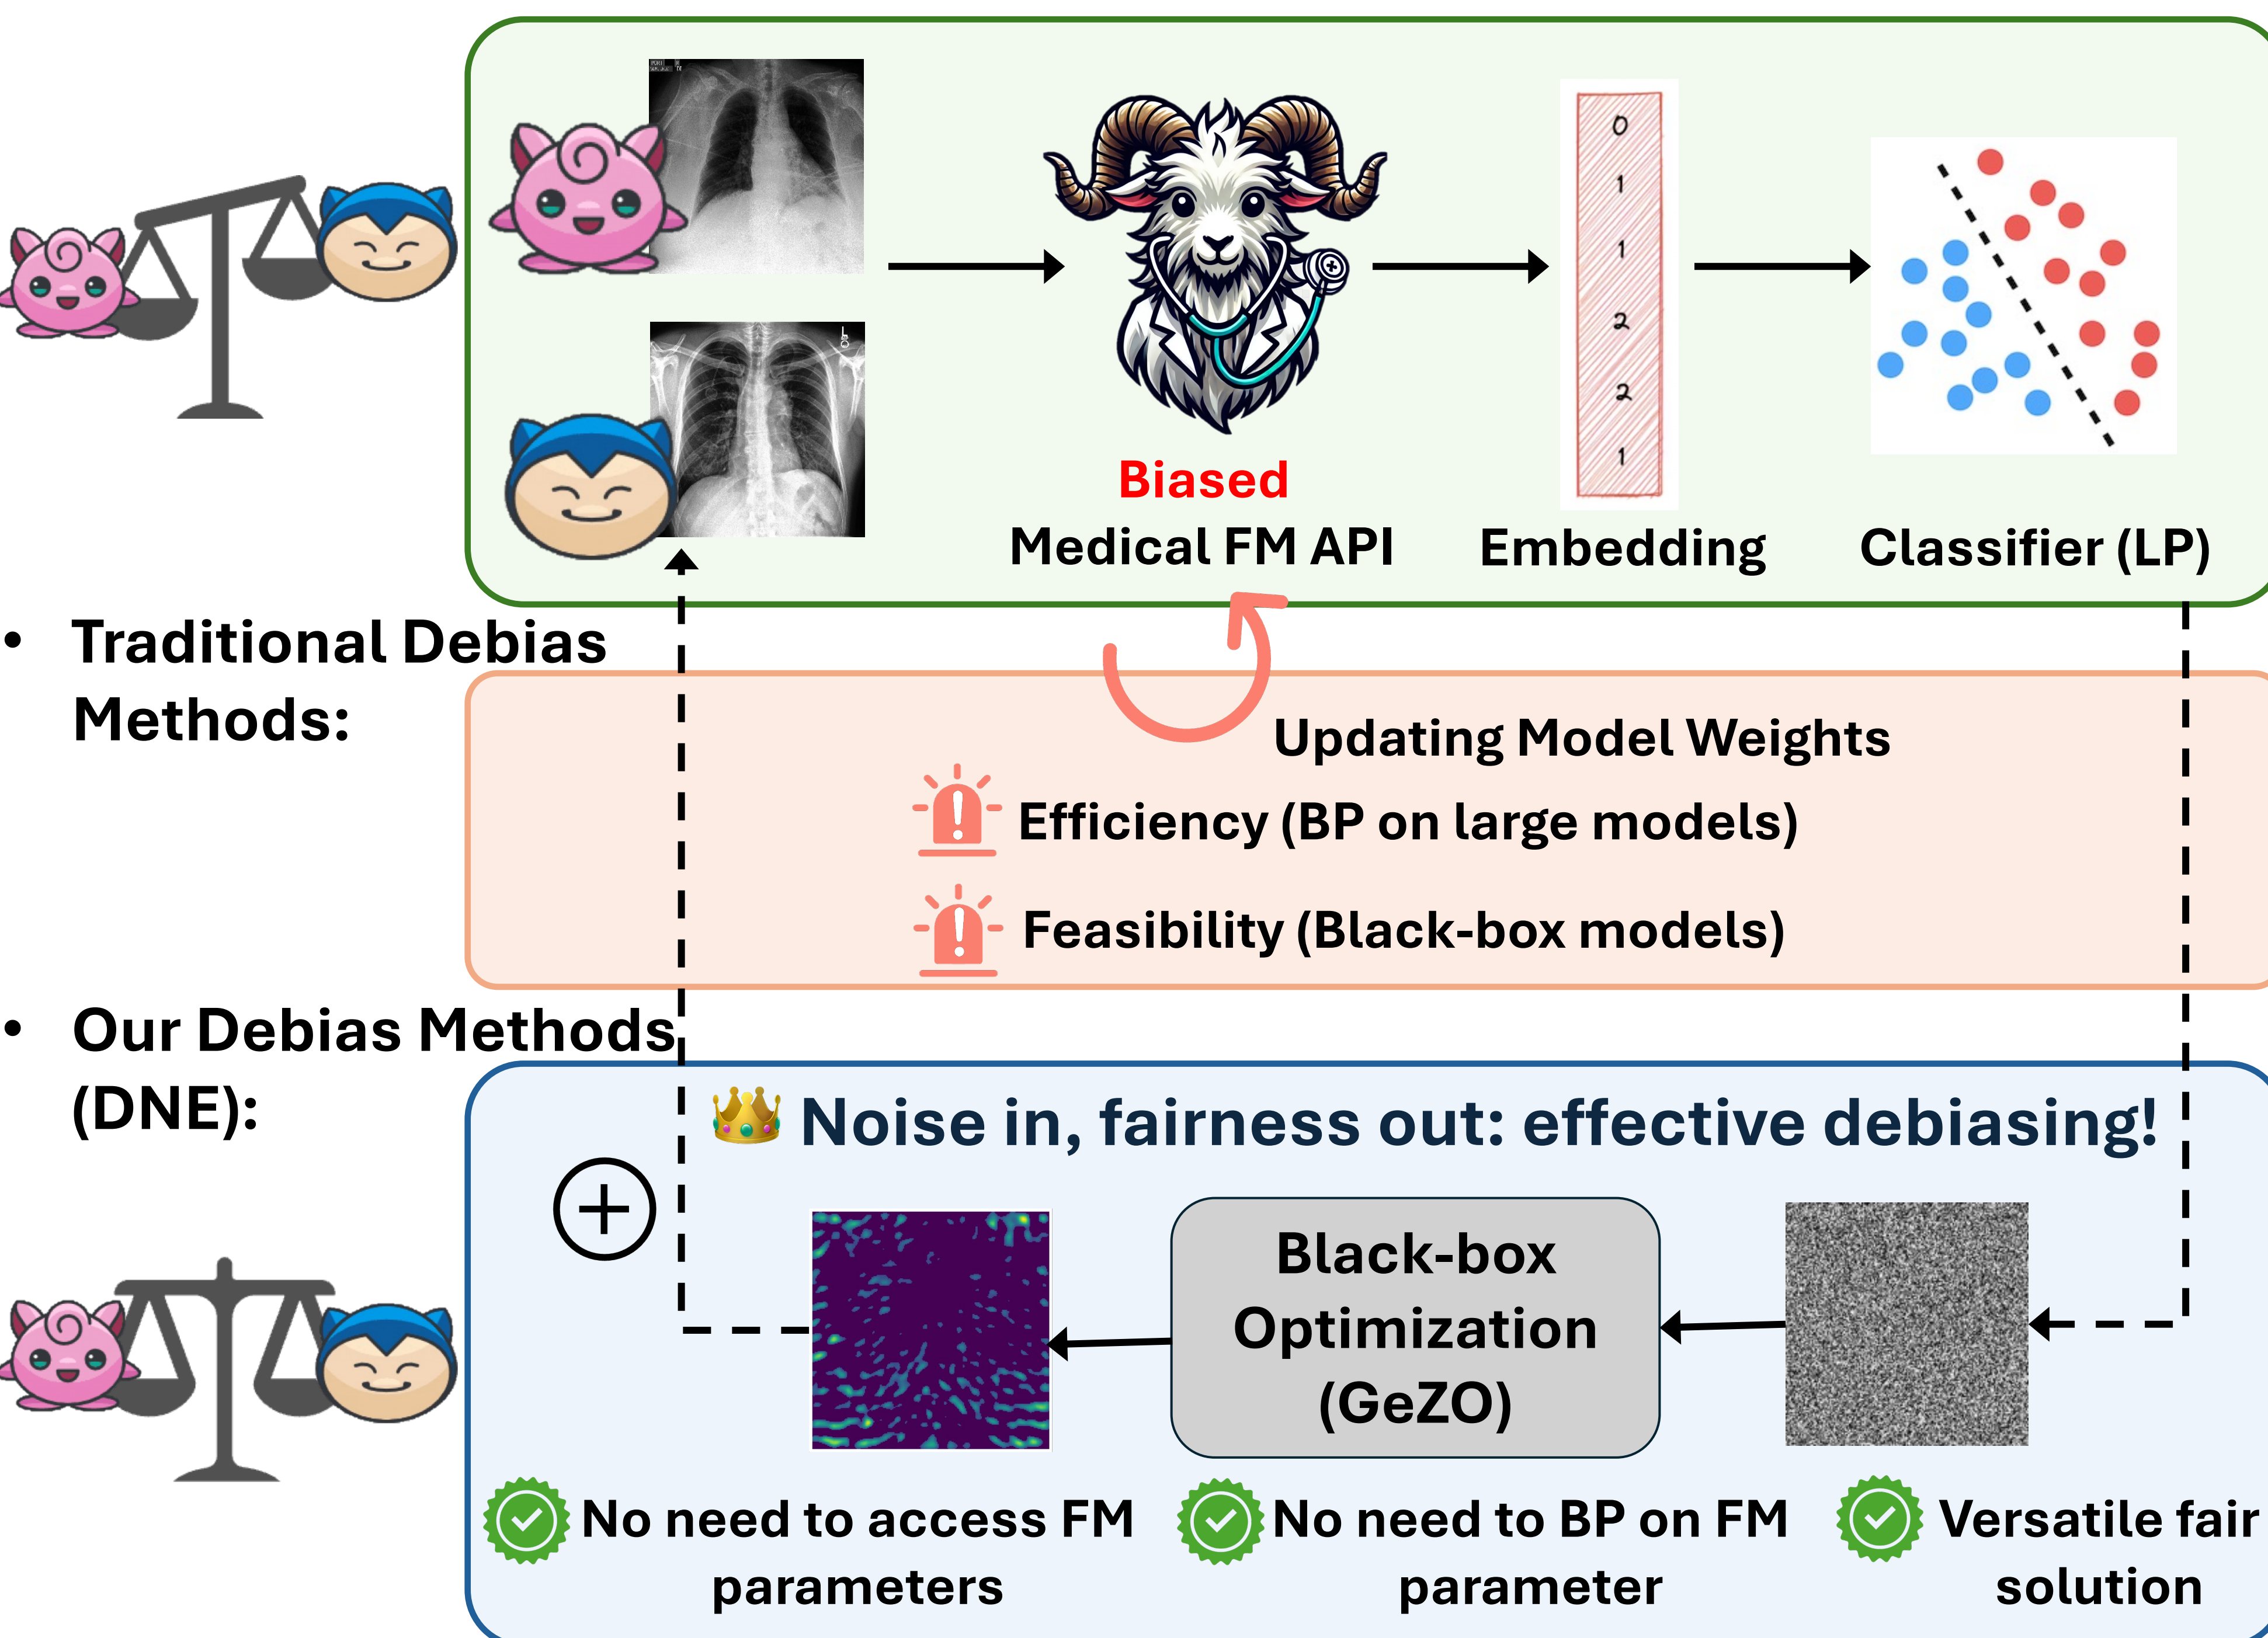 0
1
1
2
2
1
Biased
Medical FM API
Embedding
Classifier (LP)
• Traditional Debias
Methods:
Updating Model Weights
Efficiency (BP on large models)
Feasibility (Black-box models)
• Our Debias Methods
(DNE):
Noise in, fairness out: effective debiasing!
Black-box
Optimization
(GeZO)
No need to access FM
parameters
No need to BP on FM
parameter
Versatile fair
solution